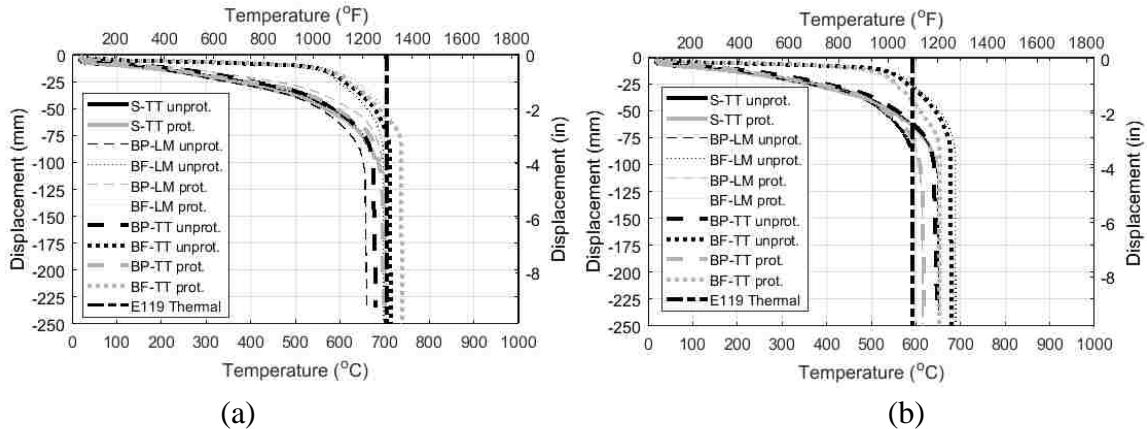 Temperature (°F)
200 400 600 800 1000 1200 1400 1600 1800
0 -25 -50 -75 -100 -125 -150 -175 -200 -225 -250
Displacement (mm)
S-TT unprot.
S-TT prot.
BP-LM unprot.
BF-LM unprot.
BP-LM prot.
BF-LM prot.
BP-TT unprot.
BF-TT unprot.
BP-TT prot.
BF-TT prot.
E119 Thermal
0 -2 -4 -6 -8
Displacement (in)
0 100 200 300 400 500 600 700 800 900 1000
Temperature (°C)
(a)
Temperature (°F)
200 400 600 800 1000 1200 1400 1600 1800
0 -25 -50 -75 -100 -125 -150 -175 -200 -225 -250
Displacement (mm)
S-TT unprot.
S-TT prot.
BP-LM unprot.
BF-LM unprot.
BP-LM prot.
BF-LM prot.
BP-TT unprot.
BF-TT unprot.
BP-TT prot.
BF-TT prot.
E119 Thermal
0 -2 -4 -6 -8
Displacement (in)
0 100 200 300 400 500 600 700 800 900 1000
Temperature (°C)
(b)